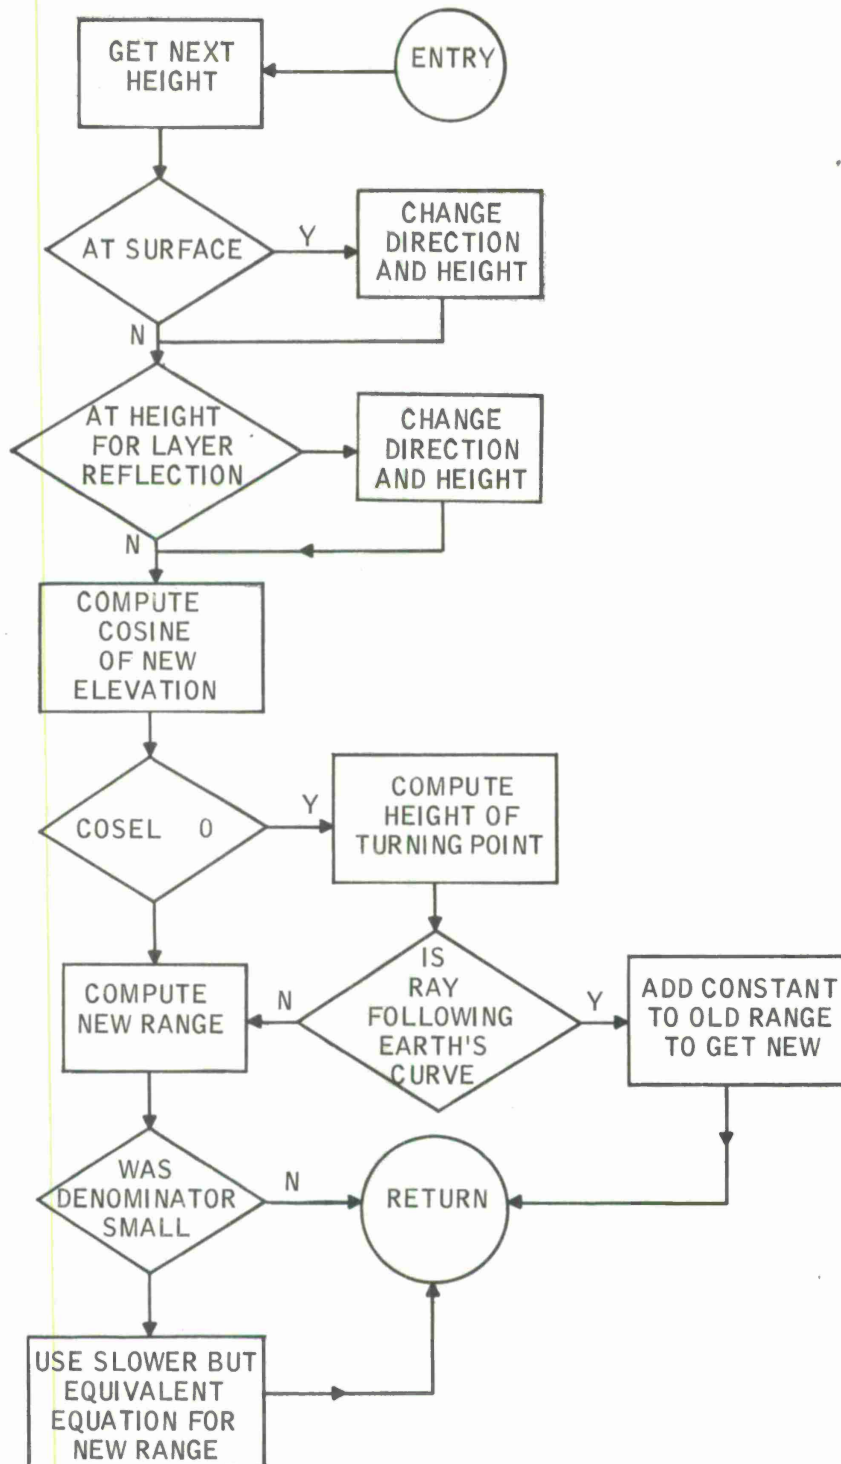 GET NEXT
HEIGHT
ENTRY
AT SURFACE
Y
CHANGE
DIRECTION
AND HEIGHT
N
AT HEIGHT
FOR LAYER
REFLECTION
CHANGE
DIRECTION
AND HEIGHT
N
COMPUTE
COSINE
OF NEW
ELEVATION
COSEL 0
Y
COMPUTE
HEIGHT OF
TURNING POINT
COMPUTE
NEW RANGE
N
IS
RAY
FOLLOWING
EARTH'S
CURVE
Y
ADD CONSTANT
TO OLD RANGE
TO GET NEW
WAS
DENOMINATOR
SMALL
N
RETURN
USE SLOWER BUT
EQUIVALENT
EQUATION FOR
NEW RANGE